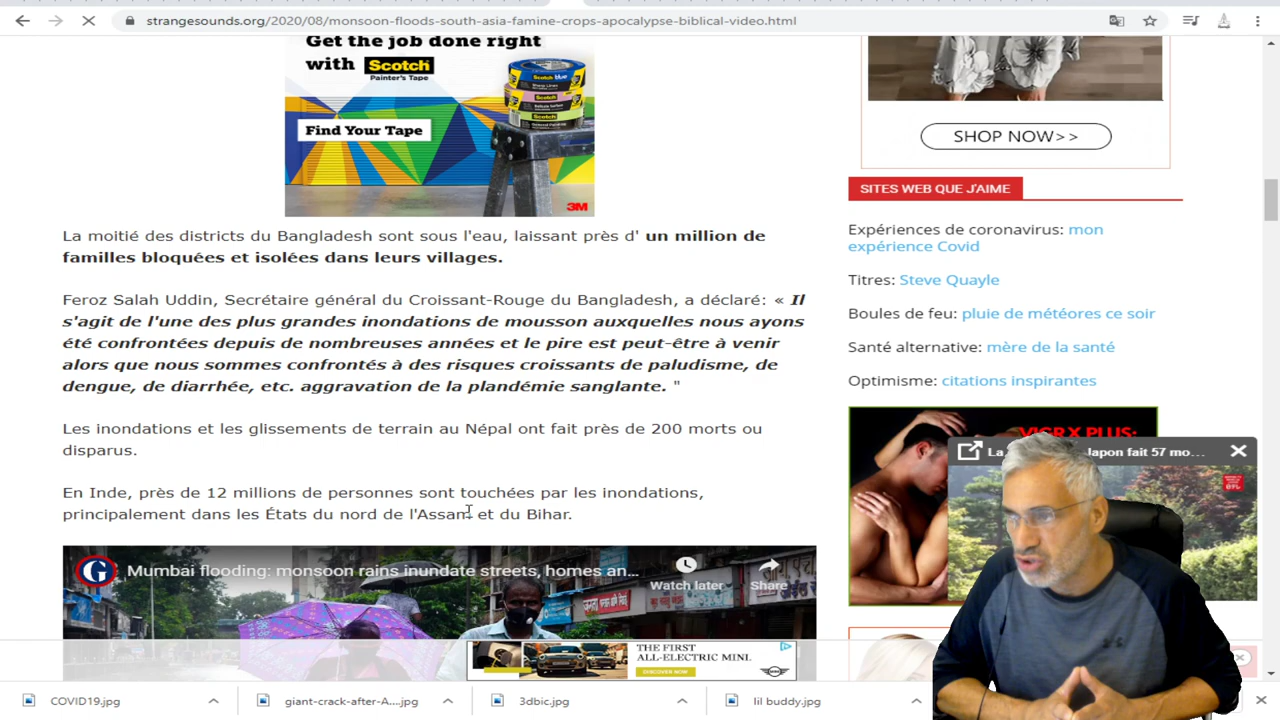 strangesounds.org/2020/08/monsoon-floods-south-asia-famine-crops-apocalypse-biblical-video.html
Get the job done right
with Scotch
Painter's Tape
Find Your Tape
3M
SHOP NOW>>
SITES WEB QUE J'AIME
Expériences de coronavirus: mon
expérience Covid
Titres: Steve Quayle
Boules de feu: pluie de météores ce soir
Santé alternative: mère de la santé
Optimisme: citations inspirantes
La moitié des districts du Bangladesh sont sous l'eau, laissant près d' un million de
familles bloquées et isolées dans leurs villages.
Feroz Salah Uddin, Secrétaire général du Croissant-Rouge du Bangladesh, a déclaré: « Il
s'agit de l'une des plus grandes inondations de mousson auxquelles nous ayons
été confrontées depuis de nombreuses années et le pire est peut-être à venir
alors que nous sommes confrontés à des risques croissants de paludisme, de
dengue, de diarrhée, etc. aggravation de la plandémie sanglante. "
Les inondations et les glissements de terrain au Népal ont fait près de 200 morts ou
disparus.
En Inde, près de 12 millions de personnes sont touchées par les inondations,
principalement dans les États du nord de l'Assam et du Bihar.
VIGRX PLUS:
La Japon fait 57 mo...
G
Mumbai flooding: monsoon rains inundate streets, homes an...
Watch later
Share
THE FIRST
ALL-ELECTRIC MINI.
DISCOVER NOW
MINI
COVID19.jpg
giant-crack-after-A....jpg
3dbic.jpg
lil buddy.jpg